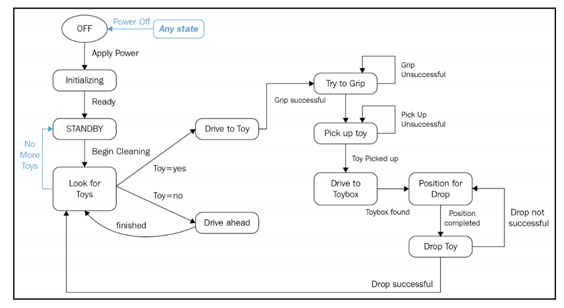 OFF
Power Off
Any state
Apply Power
Initializing
Ready
STANDBY
No
More
Toys
Begin Cleaning
Look for
Toys
Toy=yes
Toy=no
finished
Drive to Toy
Drive ahead
Grip successful
Try to Grip
Grip
Unsuccessful
Pick up toy
Pick Up
Unsuccessful
Toy Picked up
Drive to
Toybox
Toybox found
Position for
Drop
Position
completed
Drop not
successful
Drop Toy
Drop successful